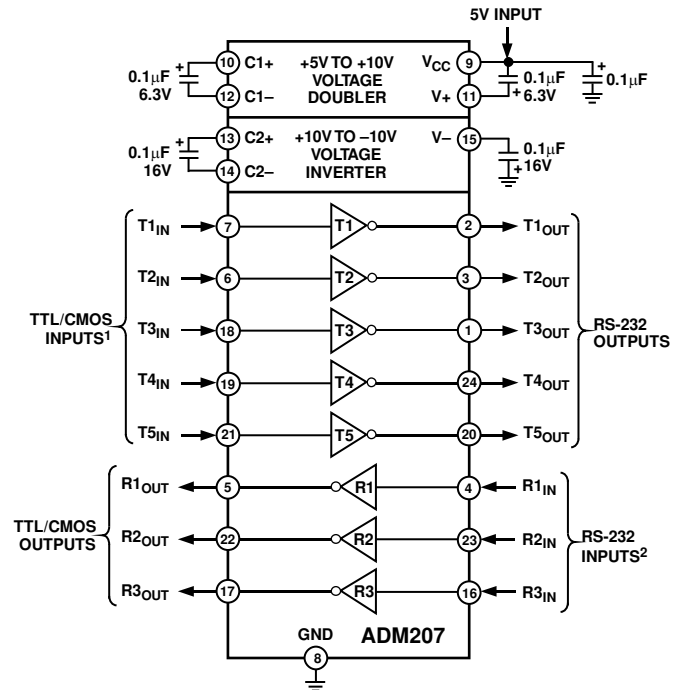 5V INPUT
10 C1+ +5V TO +10V VCC 9
0.1µF VOLTAGE 0.1µF 0.1µF
6.3V 12 C1– DOUBLER V+ 11 6.3V
13 C2+ +10V TO –10V V– 15
0.1µF VOLTAGE 0.1µF
16V 14 C2– INVERTER 16V
T1IN 7 T1 2 T1OUT
T2IN 6 T2 3 T2OUT
TTL/CMOS INPUTS1 T3IN 18 T3 1 T3OUT RS-232 OUTPUTS
T4IN 19 T4 24 T4OUT
T5IN 21 T5 20 T5OUT
R1OUT 5 R1 4 R1IN
TTL/CMOS OUTPUTS R2OUT 22 R2 23 R2IN RS-232 INPUTS2
R3OUT 17 R3 16 R3IN
GND ADM207
8